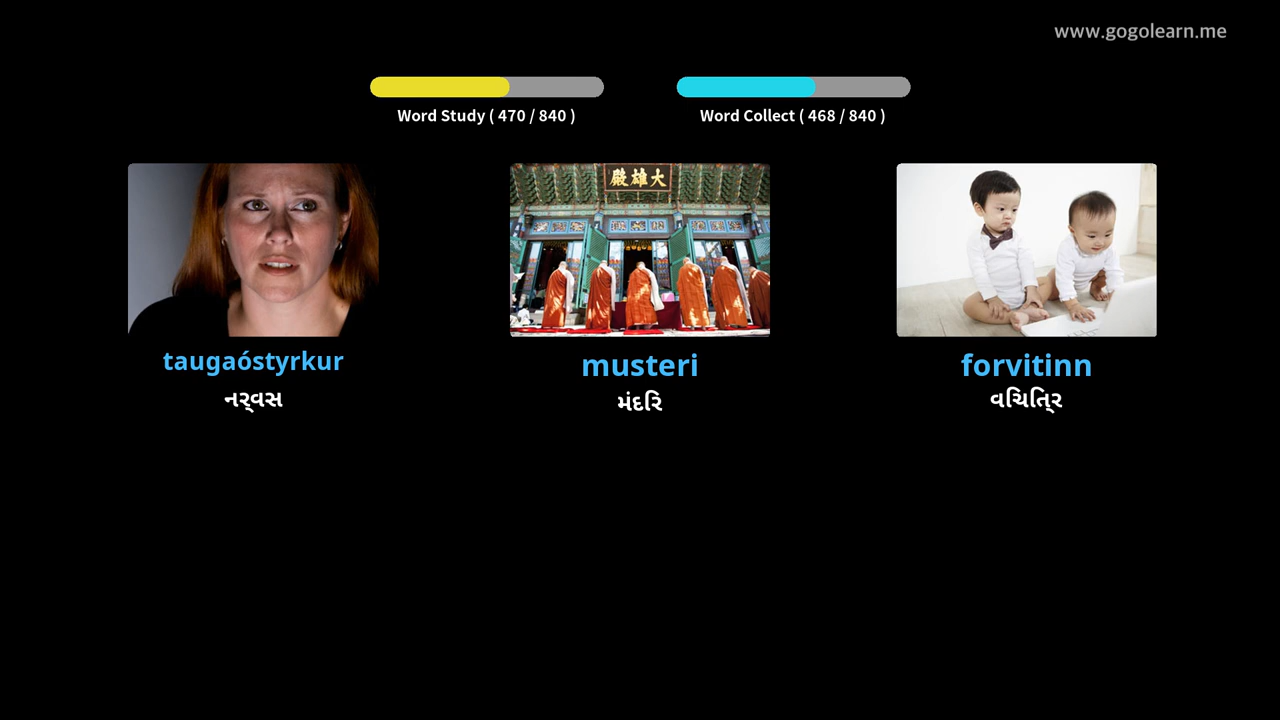 www.gogolearn.me
Word Study ( 470 / 840 )
Word Collect ( 468 / 840 )
大雄殿
taugaóstyrkur
musteri
forvitinn
નર્વસ
મંદિર
વિચિત્ર